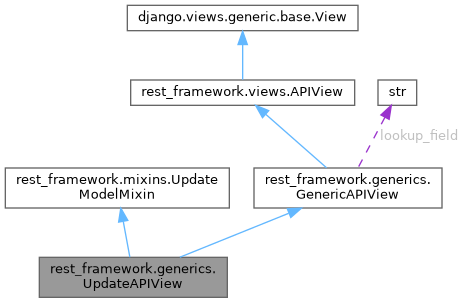 django.views.generic.base.View
rest_framework.views.APIView
str
lookup_field
rest_framework.mixins.Update
ModelMixin
rest_framework.generics.
GenericAPIView
rest_framework.generics.
UpdateAPIView